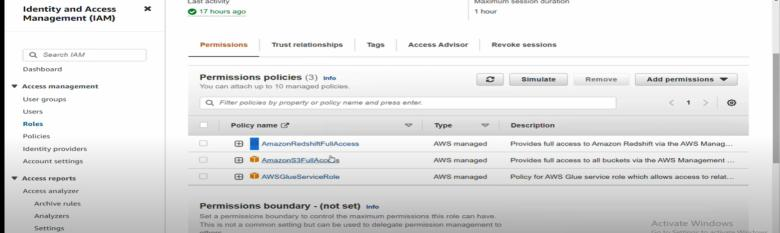 Identity and Access
Management (IAM)
Last activity
17 hours ago
Maximum session duration
1 hour
Search IAM
Dashboard
Access management
User groups
Users
Roles
Policies
Identity providers
Account settings
Access reports
Access analyzer
Archive rules
Analyzers
Settings
Permissions Trust relationships Tags Access Advisor Revoke sessions
Permissions policies (3) Info
You can attach up to 10 managed policies.
Simulate Remove Add permissions
Filter policies by property or policy name and press enter.
1
Policy name Type Description
AmazonRedshiftFullAccess AWS managed Provides full access to Amazon Redshift via the AWS Manag...
AmazonS3FullAccess AWS managed Provides full access to all buckets via the AWS Management ...
AWSGlueServiceRole AWS managed Policy for AWS Glue service role which allows access to relat...
Permissions boundary - (not set) Info
Set a permissions boundary to control the maximum permissions this role can have.
This is not a common setting but can be used to delegate permission management to
others.
Activate Windows
Go to Settings to activate Windows.